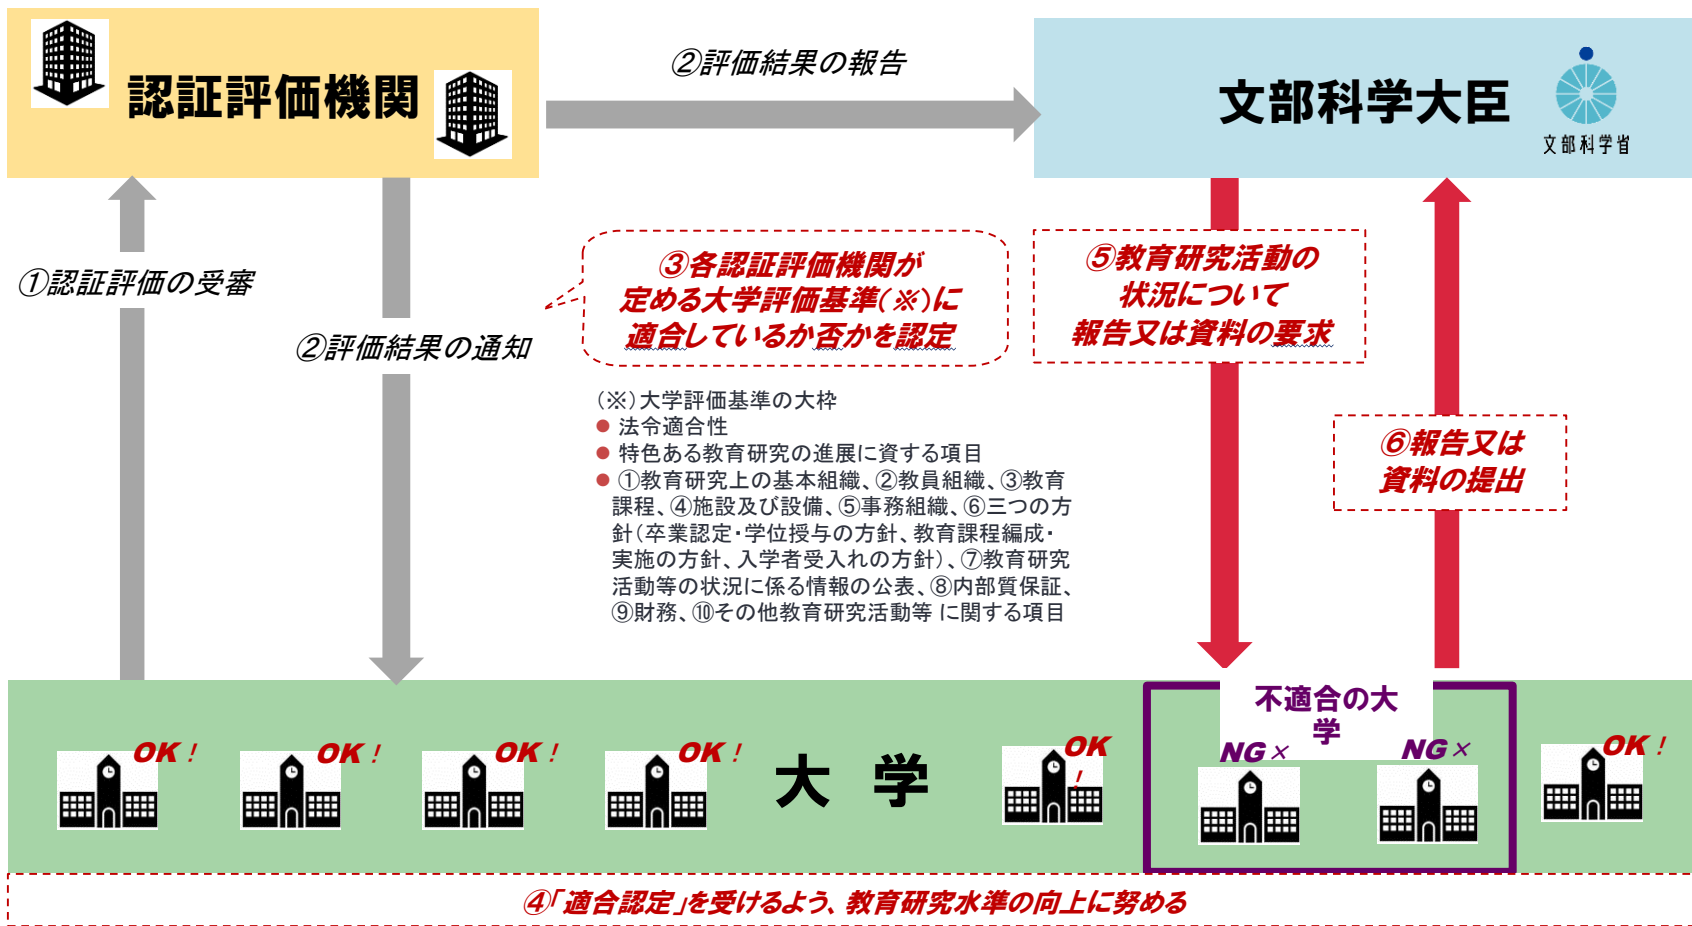 認証評価機関
②評価結果の報告
文部科学大臣
文部科学省
①認証評価の受審
②評価結果の通知
③各認証評価機関が
定める大学評価基準(※)に
適合しているか否かを認定
⑤教育研究活動の
状況について
報告又は資料の要求
⑥報告又は
資料の提出
(※)大学評価基準の大枠
● 法令適合性
● 特色ある教育研究の進展に資する項目
● ①教育研究上の基本組織、②教員組織、③教育
課程、④施設及び設備、⑤事務組織、⑥三つの方
針(卒業認定・学位授与の方針、教育課程編成・
実施の方針、入学者受入れの方針)、⑦教育研究
活動等の状況に係る情報の公表、⑧内部質保証、
⑨財務、⑩その他教育研究活動等 に関する項目
OK!
OK!
OK!
OK!
大 学
OK
!
不適合の大
学
NG×
NG×
OK!
④「適合認定」を受けるよう、教育研究水準の向上に努める